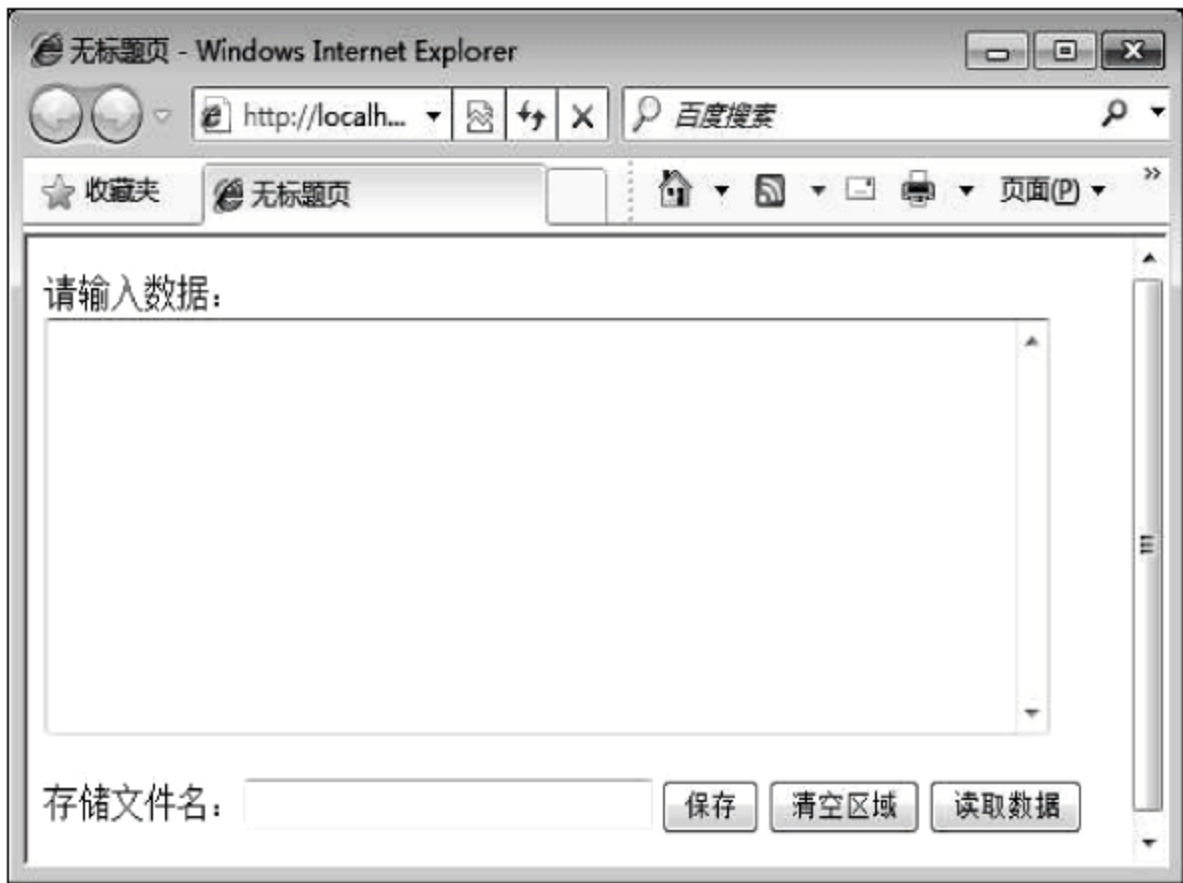 无标题页 - Windows Internet Explorer
http://localh... 百度搜索
收藏夹 无标题页 页面(P)
请输入数据：
存储文件名： 保存 清空区域 读取数据